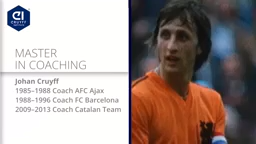 CRUYFF
MASTER
IN COACHING
Johan Cruyff
1985–1988 Coach AFC Ajax
1988–1996 Coach FC Barcelona
2009–2013 Coach Catalan Team